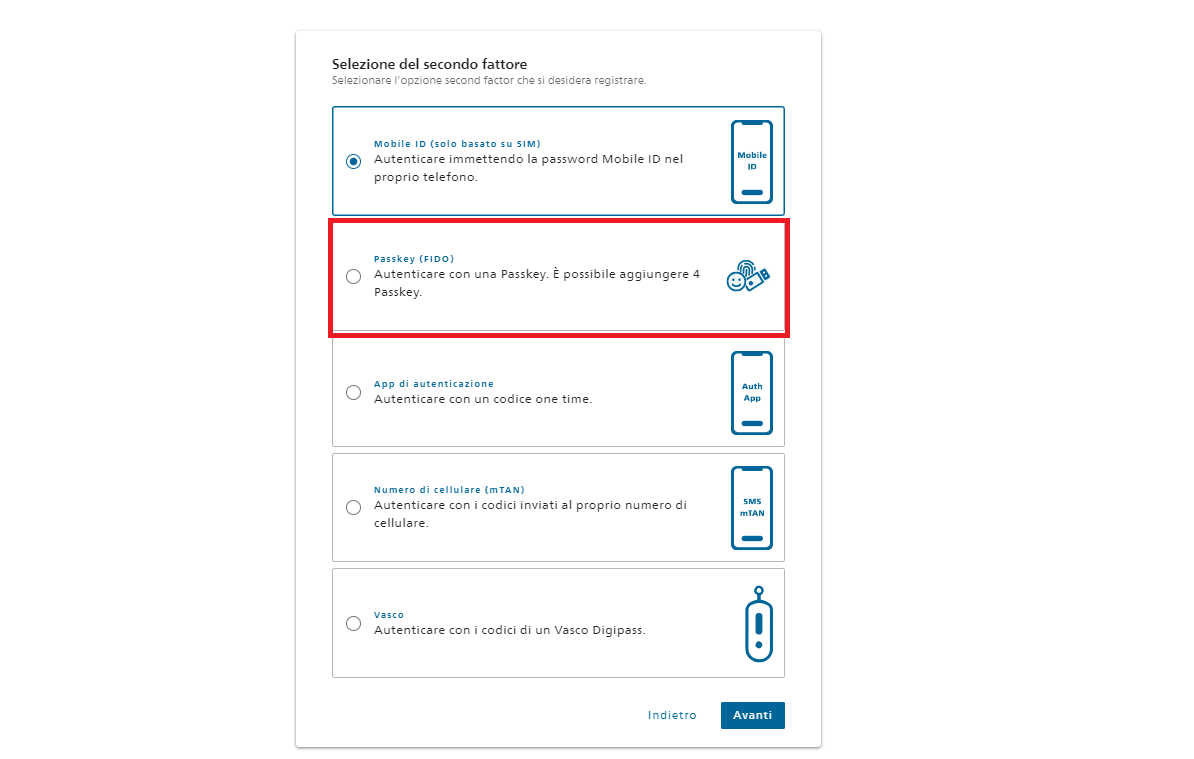 Selezione del secondo fattore
Selezionare l'opzione second factor che si desidera registrare.
Mobile ID (solo basato su SIM)
Autenticare immettendo la password Mobile ID nel
proprio telefono.
Mobile
ID
Passkey (FIDO)
Autenticare con una Passkey. È possibile aggiungere 4
Passkey.
App di autenticazione
Autenticare con un codice one time.
Auth
App
Numero di cellulare (mTAN)
Autenticare con i codici inviati al proprio numero di
cellulare.
SMS
mTAN
Vasco
Autenticare con i codici di un Vasco Digipass.
Indietro
Avanti